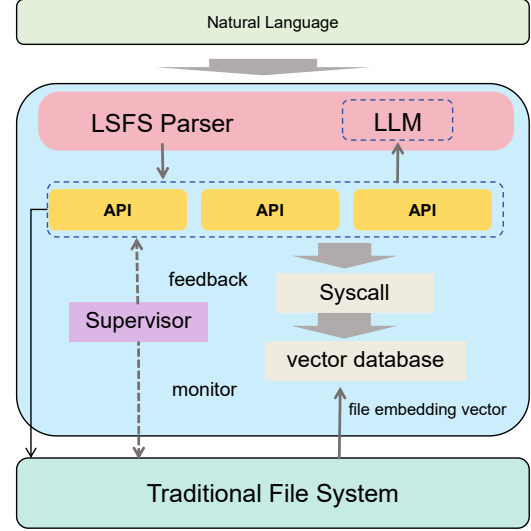 Natural Language
LSFS Parser
LLM
API
API
API
feedback
Syscall
Supervisor
vector database
monitor
file embedding vector
Traditional File System